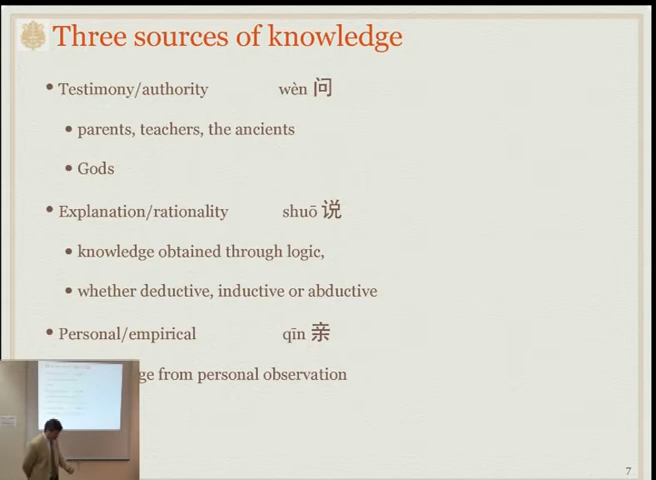 Three sources of knowledge
• Testimony/authority wèn 问
• parents, teachers, the ancients
• Gods
• Explanation/rationality shuō 说
• knowledge obtained through logic,
• whether deductive, inductive or abductive
• Personal/empirical qīn 亲
ge from personal observation
7